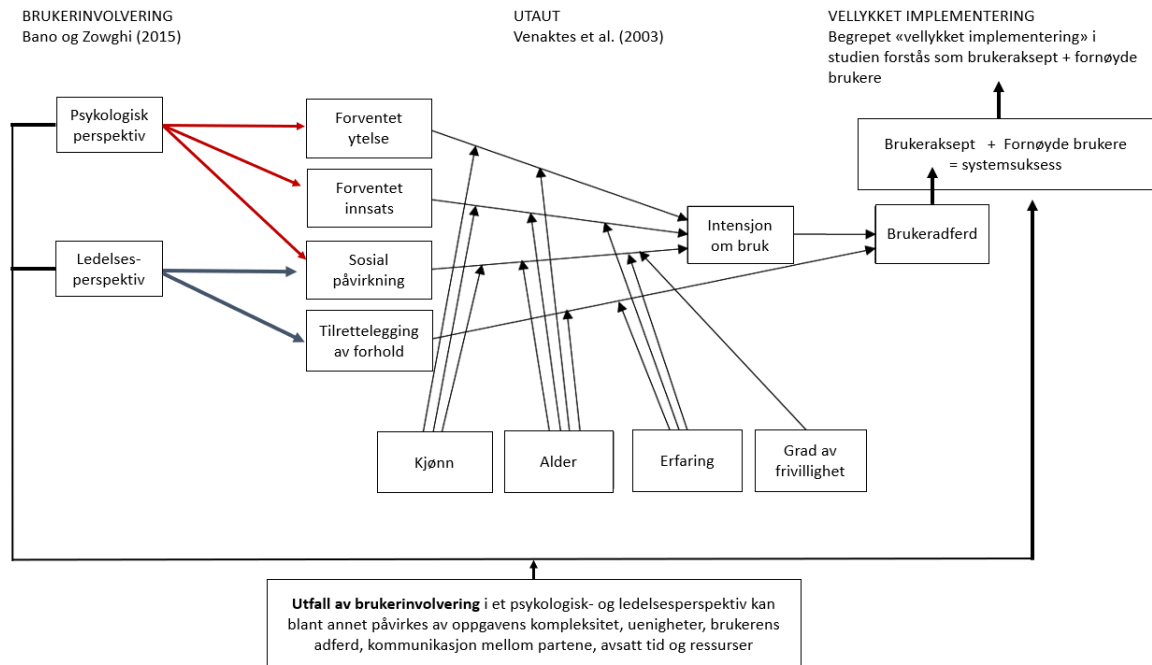 BRUKERINVOLVERING
Bano og Zowghi (2015)
UTAUT
Venaktes et al. (2003)
VELLYKKET IMPLEMENTERING
Begrepet «vellykket implementering» i
studien forstås som brukeraksept + fornøyde
brukere
Psykologisk
perspektiv
Ledelses-
perspektiv
Forventet
ytelse
Forventet
innsats
Sosial
påvirkning
Tilrettelegging
av forhold
Intensjon
om bruk
Brukeraksept + Fornøyde brukere
= systemsuksess
Brukeradferd
Kjønn
Alder
Erfaring
Grad av
frivillighet
Utfall av brukerinvolvering i et psykologisk- og ledelsesperspektiv kan
blant annet påvirkes av oppgavens kompleksitet, uenigheter, brukerens
adferd, kommunikasjon mellom partene, avsatt tid og ressurser